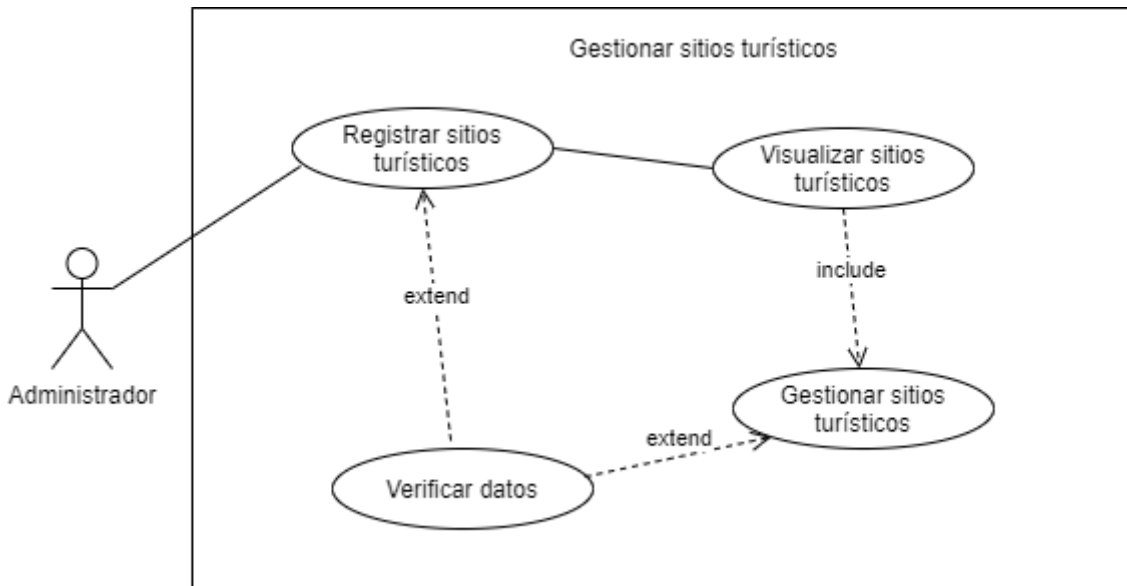 Gestionar sitios turísticos
Registrar sitios
turísticos
Visualizar sitios
turísticos
include
extend
Administrador
Gestionar sitios
turísticos
extend
Verificar datos